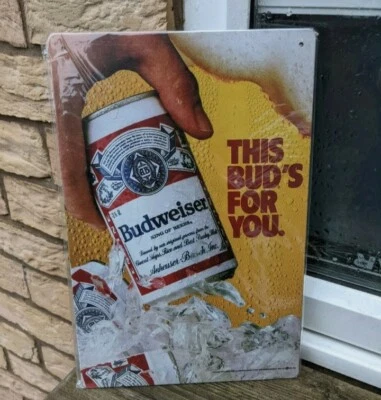 THIS
BUD'S
FOR
YOU.
Budweiser
KING OF BEERS
Anheuser-Busch, Inc.